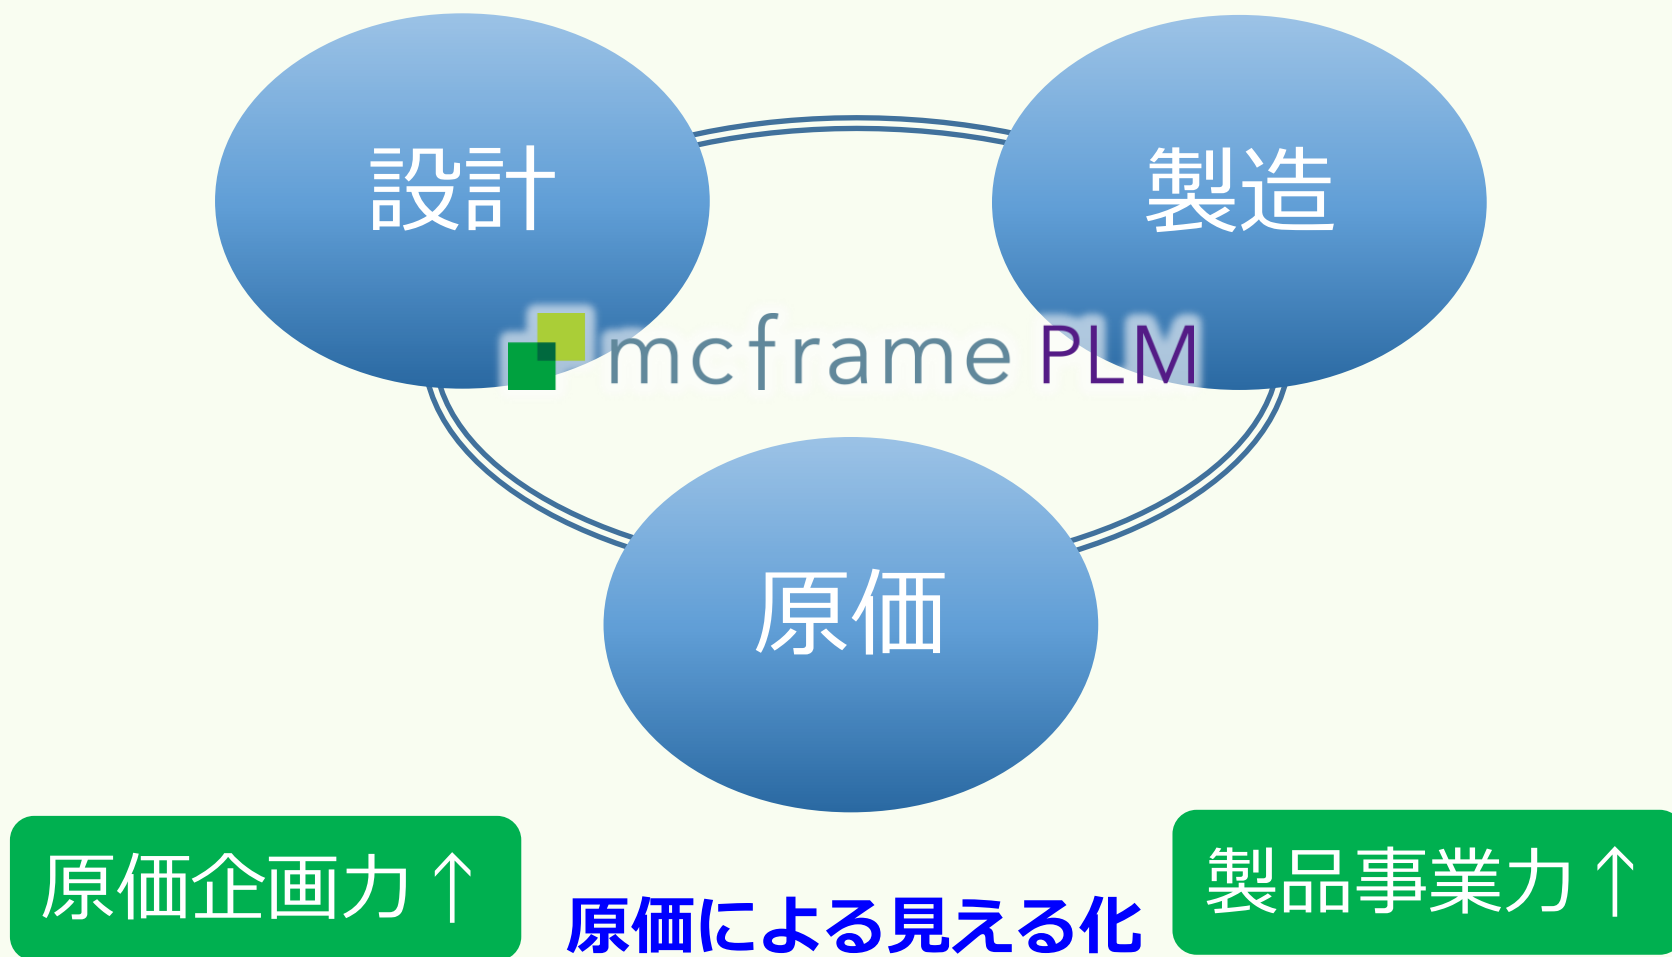 設計
製造
mcframe PLM
原価
原価企画力↑
製品事業力↑
原価による見える化